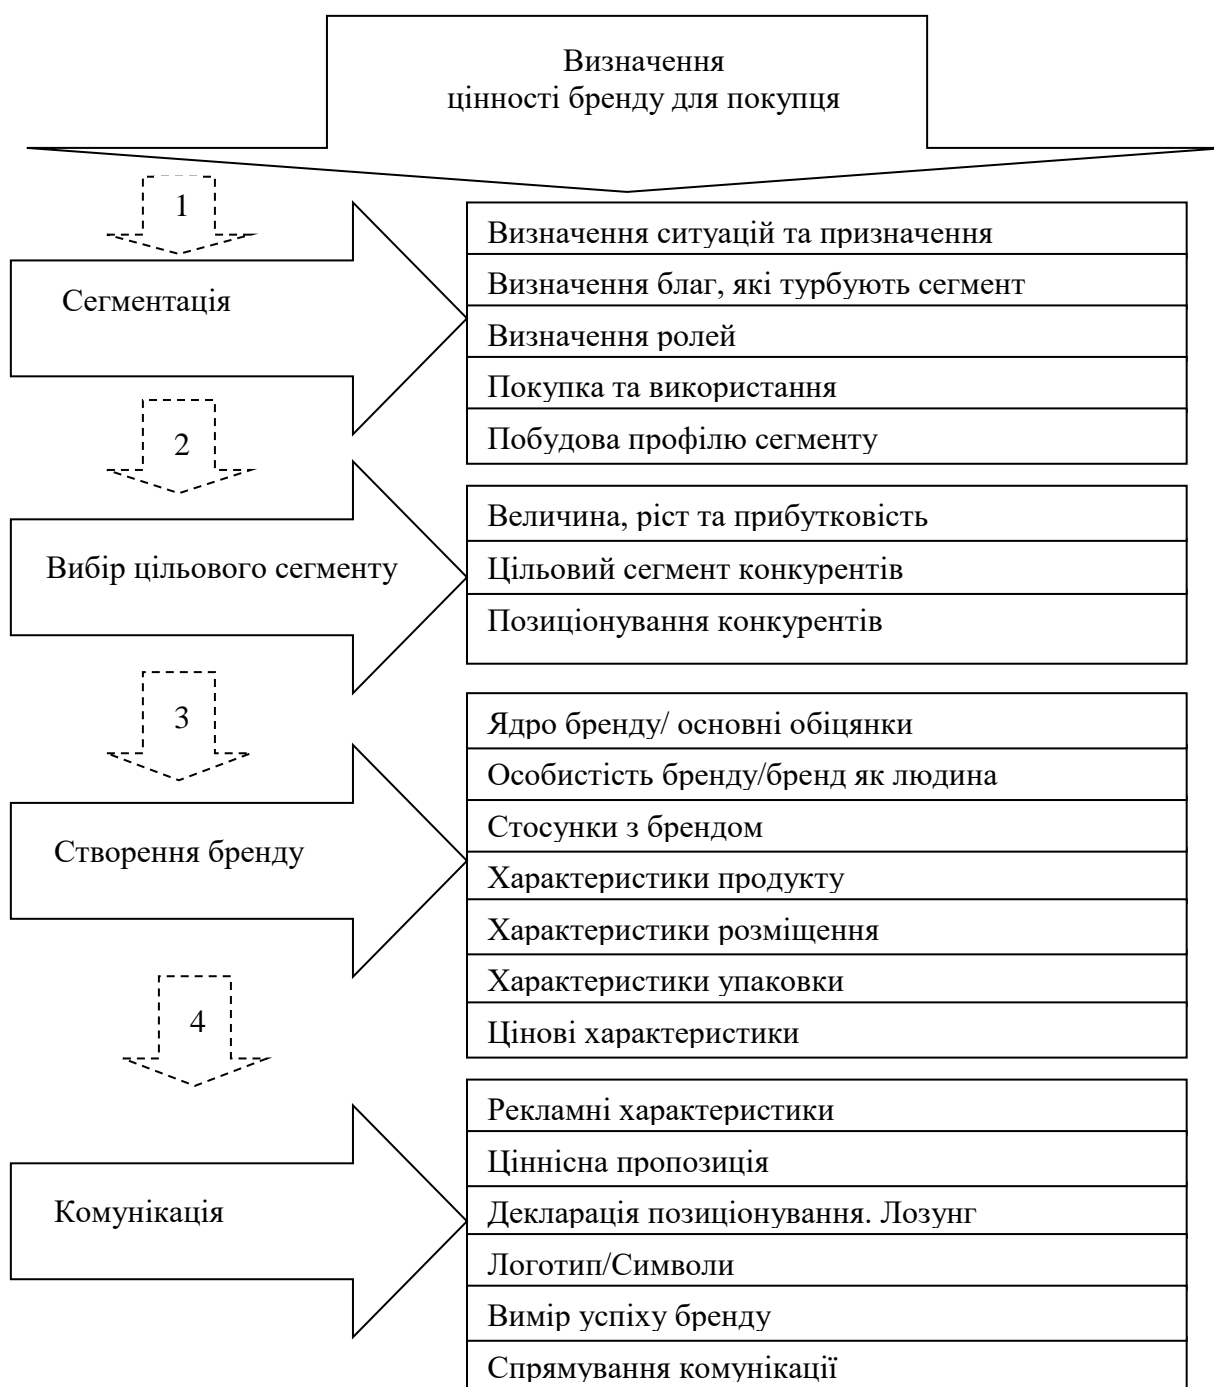 Визначення
цінності бренду для покупця
1
Сегментація
Визначення ситуацій та призначення
Визначення благ, які турбують сегмент
Визначення ролей
Покупка та використання
Побудова профілю сегменту
2
Вибір цільового сегменту
Величина, ріст та прибутковість
Цільовий сегмент конкурентів
Позиціонування конкурентів
3
Створення бренду
Ядро бренду/ основні обіцянки
Особистість бренду/бренд як людина
Стосунки з брендом
Характеристики продукту
Характеристики розміщення
Характеристики упаковки
Цінові характеристики
4
Комунікація
Рекламні характеристики
Ціннісна пропозиція
Декларація позиціонування. Лозунг
Логотип/Символи
Вимір успіху бренду
Спрямування комунікації